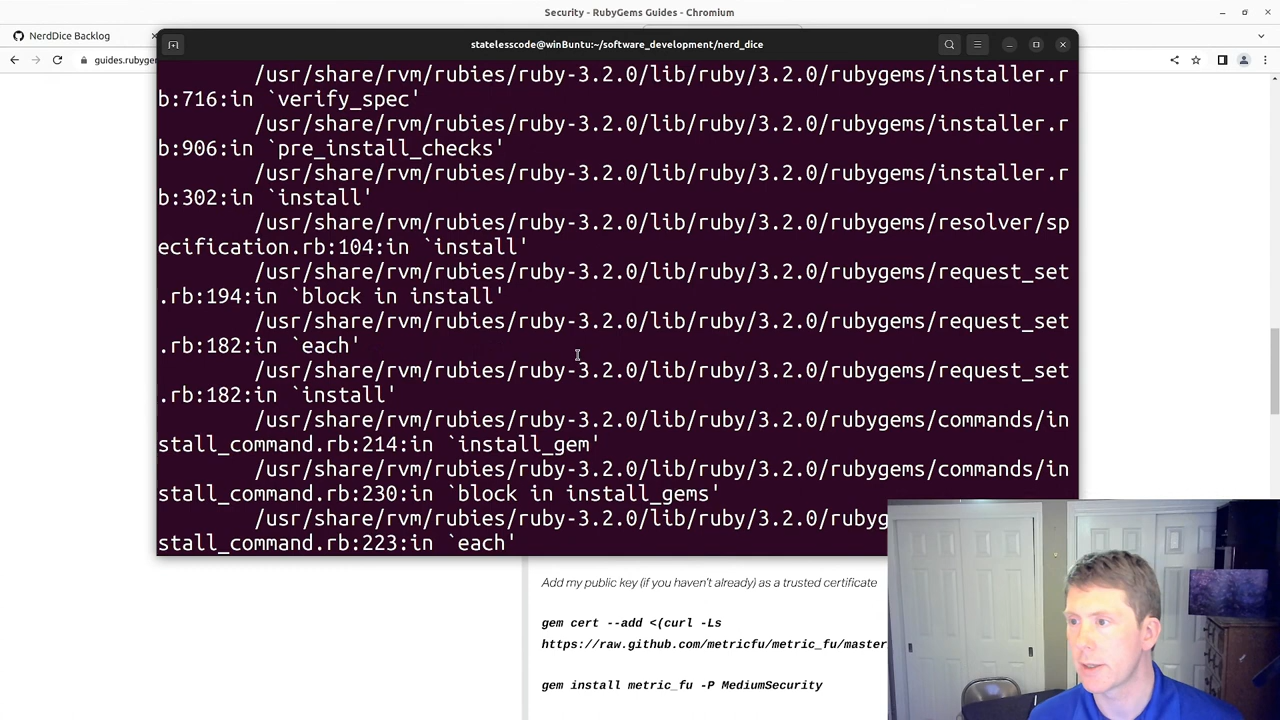 Security - RubyGems Guides - Chromium
NerdDice Backlog
statelesscode@winBuntu:~/software_development/nerd_dice
guides.rubygem
/usr/share/rvm/rubies/ruby-3.2.0/lib/ruby/3.2.0/rubygems/installer.r
b:716:in `verify_spec'
/usr/share/rvm/rubies/ruby-3.2.0/lib/ruby/3.2.0/rubygems/installer.r
b:906:in `pre_install_checks'
/usr/share/rvm/rubies/ruby-3.2.0/lib/ruby/3.2.0/rubygems/installer.r
b:302:in `install'
/usr/share/rvm/rubies/ruby-3.2.0/lib/ruby/3.2.0/rubygems/resolver/sp
ecification.rb:104:in `install'
/usr/share/rvm/rubies/ruby-3.2.0/lib/ruby/3.2.0/rubygems/request_set
.rb:194:in `block in install'
/usr/share/rvm/rubies/ruby-3.2.0/lib/ruby/3.2.0/rubygems/request_set
.rb:182:in `each'
/usr/share/rvm/rubies/ruby-3.2.0/lib/ruby/3.2.0/rubygems/request_set
.rb:182:in `install'
/usr/share/rvm/rubies/ruby-3.2.0/lib/ruby/3.2.0/rubygems/commands/in
stall_command.rb:214:in `install_gem'
/usr/share/rvm/rubies/ruby-3.2.0/lib/ruby/3.2.0/rubygems/commands/in
stall_command.rb:230:in `block in install_gems'
/usr/share/rvm/rubies/ruby-3.2.0/lib/ruby/3.2.0/rubyg
stall_command.rb:223:in `each'
Add my public key (if you haven't already) as a trusted certificate
gem cert --add <(curl -Ls
https://raw.github.com/metricfu/metric_fu/master
gem install metric_fu -P MediumSecurity